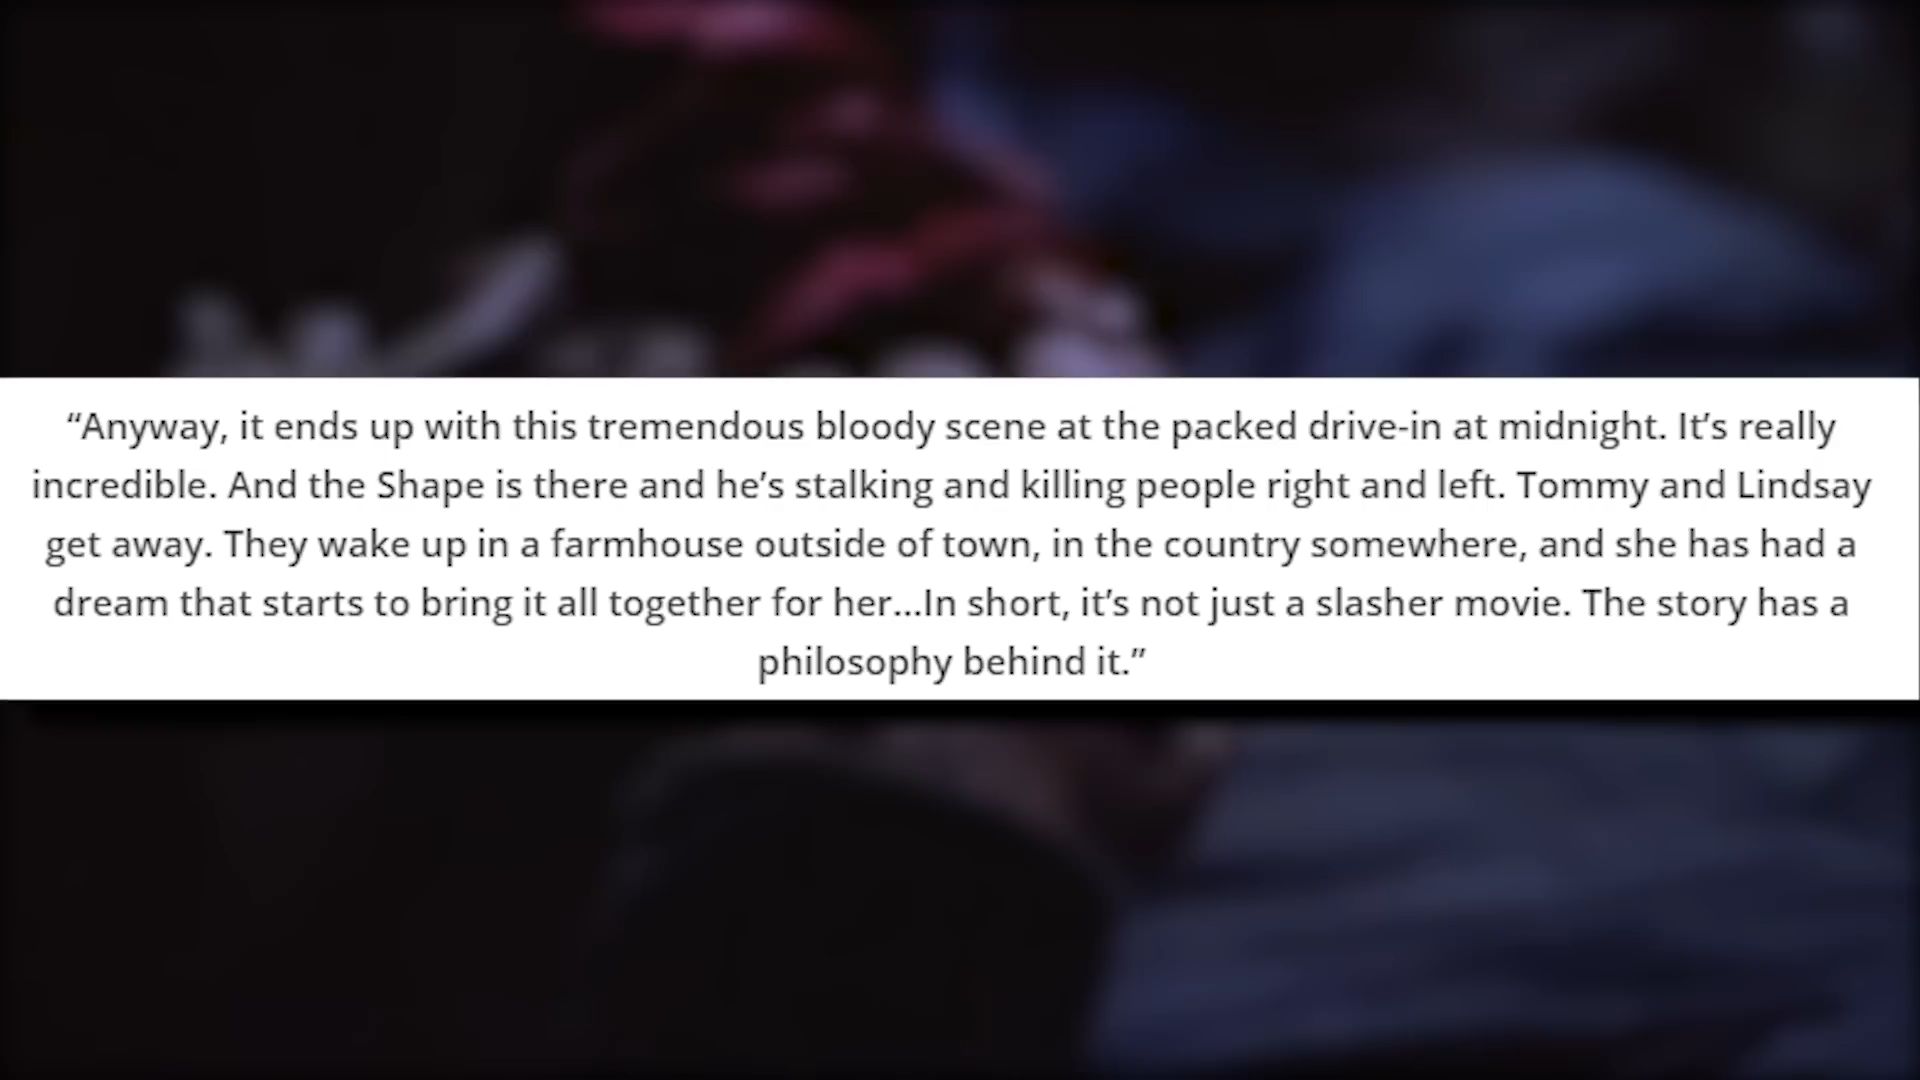 “Anyway, it ends up with this tremendous bloody scene at the packed drive-in at midnight. It’s really
incredible. And the Shape is there and he’s stalking and killing people right and left. Tommy and Lindsay
get away. They wake up in a farmhouse outside of town, in the country somewhere, and she has had a
dream that starts to bring it all together for her...In short, it’s not just a slasher movie. The story has a
philosophy behind it.”